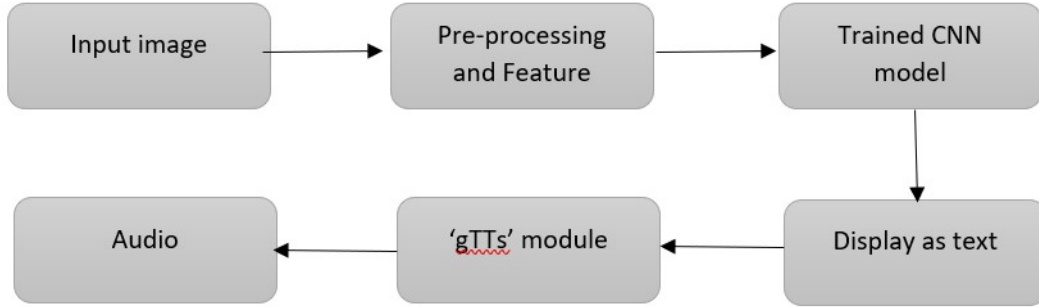 Input image
Pre-processing
and Feature
Trained CNN
model
Display as text
‘gTTs’ module
Audio